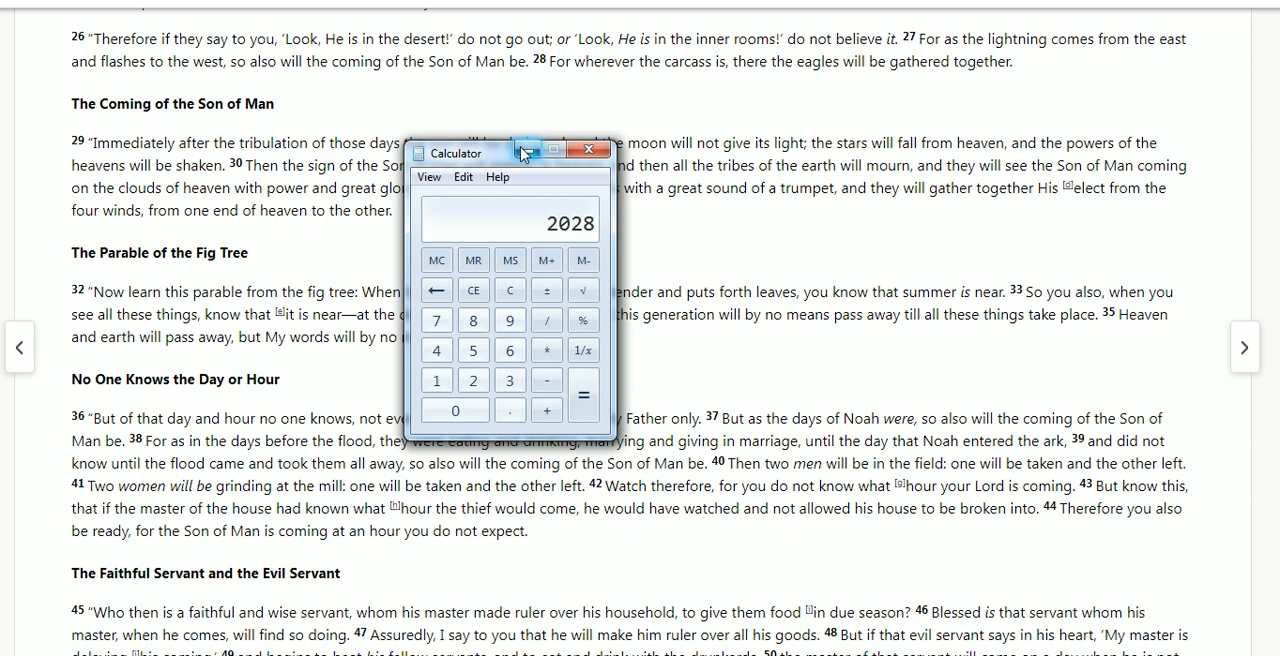 26 “Therefore if they say to you, ‘Look, He is in the desert!’ do not go out; or ‘Look, He is in the inner rooms!’ do not believe it. 27 For as the lightning comes from the east
and flashes to the west, so also will the coming of the Son of Man be. 28 For wherever the carcass is, there the eagles will be gathered together.
The Coming of the Son of Man
29 “Immediately after the tribulation of those days moon will not give its light; the stars will fall from heaven, and the powers of the
heavens will be shaken. 30 Then the sign of the Son and then all the tribes of the earth will mourn, and they will see the Son of Man coming
on the clouds of heaven with power and great glo with a great sound of a trumpet, and they will gather together His [d]elect from the
four winds, from one end of heaven to the other.
The Parable of the Fig Tree
32 “Now learn this parable from the fig tree: When ender and puts forth leaves, you know that summer is near. 33 So you also, when you
see all these things, know that [e]it is near—at the this generation will by no means pass away till all these things take place. 35 Heaven
and earth will pass away, but My words will by no
No One Knows the Day or Hour
36 “But of that day and hour no one knows, not eve Father only. 37 But as the days of Noah were, so also will the coming of the Son of
Man be. 38 For as in the days before the flood, they were eating and drinking, marrying and giving in marriage, until the day that Noah entered the ark, 39 and did not
know until the flood came and took them all away, so also will the coming of the Son of Man be. 40 Then two men will be in the field: one will be taken and the other left.
41 Two women will be grinding at the mill: one will be taken and the other left. 42 Watch therefore, for you do not know what [g]hour your Lord is coming. 43 But know this,
that if the master of the house had known what [h]hour the thief would come, he would have watched and not allowed his house to be broken into. 44 Therefore you also
be ready, for the Son of Man is coming at an hour you do not expect.
The Faithful Servant and the Evil Servant
45 “Who then is a faithful and wise servant, whom his master made ruler over his household, to give them food [i]in due season? 46 Blessed is that servant whom his
master, when he comes, will find so doing. 47 Assuredly, I say to you that he will make him ruler over all his goods. 48 But if that evil servant says in his heart, ‘My master is
Calculator
View Edit Help
2028
MC MR MS M+ M-
← CE C ± √
7 8 9 / %
4 5 6 * 1/x
1 2 3 - =
0 . +